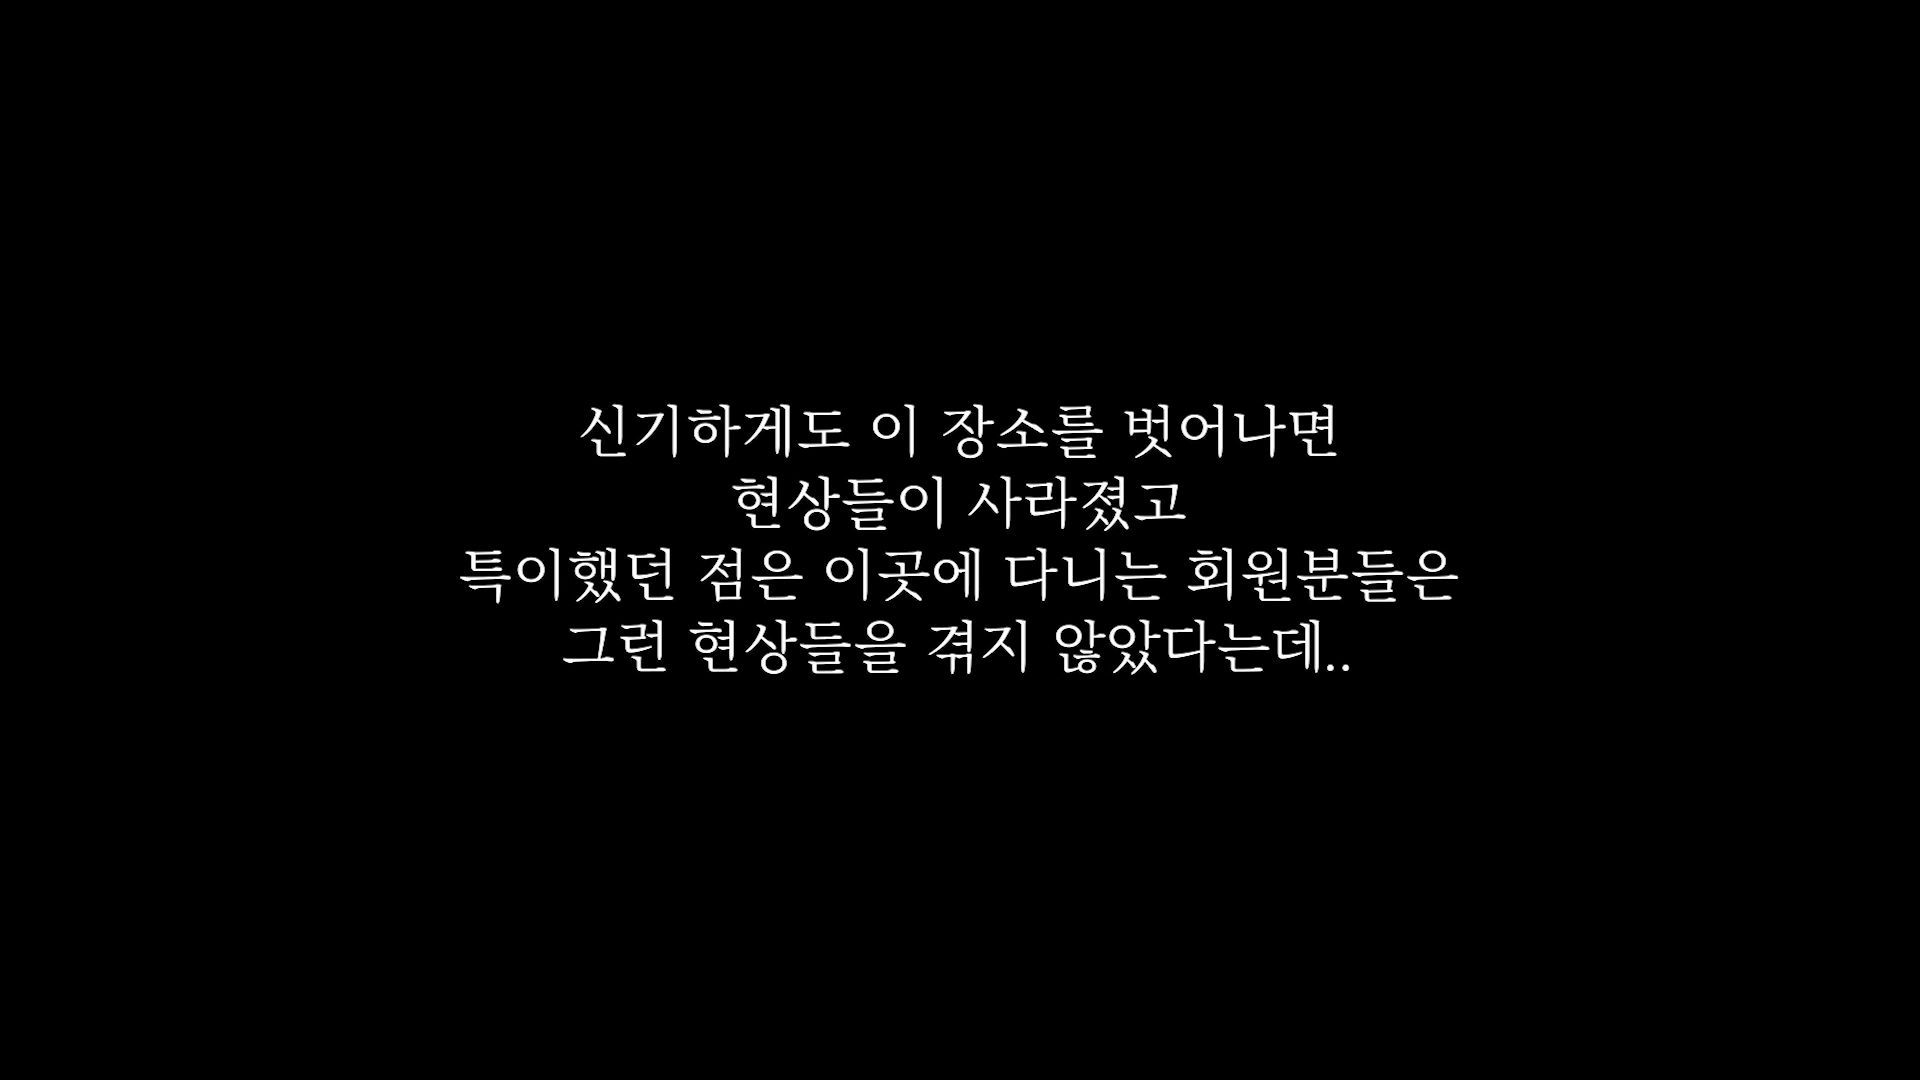 신기하게도 이 장소를 벗어나면
현상들이 사라졌고
특이했던 점은 이곳에 다니는 회원분들은
그런 현상들을 겪지 않았다는데..